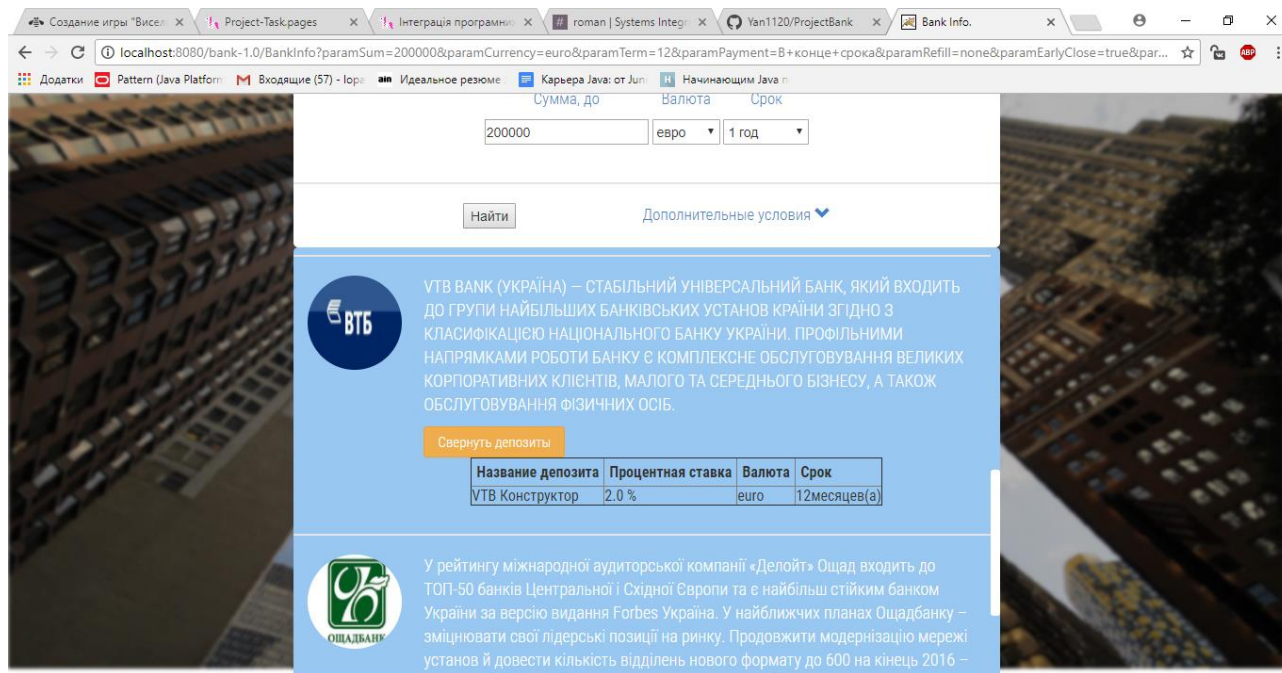 Создание игры "Висел
Project-Task.pages
Інтеграція програмни
roman | Systems Integr
Yan1120/ProjectBank
Bank Info.
localhost:8080/bank-1.0/BankInfo?paramSum=200000&paramCurrency=euro&paramTerm=12&paramPayment=В+конце+срока&paramRefill=none&paramEarlyClose=true&par...
ABP
Додатки
Pattern (Java Platform
Входящие (57) - lopa
ain Идеальное резюме
Карьера Java: от Juni
H Начинающим Java п
Сумма, до Валюта Срок
200000 евро 1 год
Найти Дополнительные условия
ВТБ
VTB BANK (УКРАЇНА) – СТАБІЛЬНИЙ УНІВЕРСАЛЬНИЙ БАНК, ЯКИЙ ВХОДИТЬ
ДО ГРУПИ НАЙБІЛЬШИХ БАНКІВСЬКИХ УСТАНОВ КРАЇНИ ЗГІДНО З
КЛАСИФІКАЦІЄЮ НАЦІОНАЛЬНОГО БАНКУ УКРАЇНИ. ПРОФІЛЬНИМИ
НАПРЯМКАМИ РОБОТИ БАНКУ Є КОМПЛЕКСНЕ ОБСЛУГОВУВАННЯ ВЕЛИКИХ
КОРПОРАТИВНИХ КЛІЄНТІВ, МАЛОГО ТА СЕРЕДНЬОГО БІЗНЕСУ, А ТАКОЖ
ОБСЛУГОВУВАННЯ ФІЗИЧНИХ ОСІБ.
Свернуть депозиты
Название депозита Процентная ставка Валюта Срок
VTB Конструктор 2.0 % euro 12месяцев(а)
ОЩАДБАНК
У рейтингу міжнародної аудиторської компанії «Делойт» Ощад входить до
ТОП-50 банків Центральної і Східної Європи та є найбільш стійким банком
України за версію видання Forbes Україна. У найближчих планах Ощадбанку –
зміцнювати свої лідерські позиції на ринку. Продовжити модернізацію мережі
установ й довести кількість відділень нового формату до 600 на кінець 2016 –